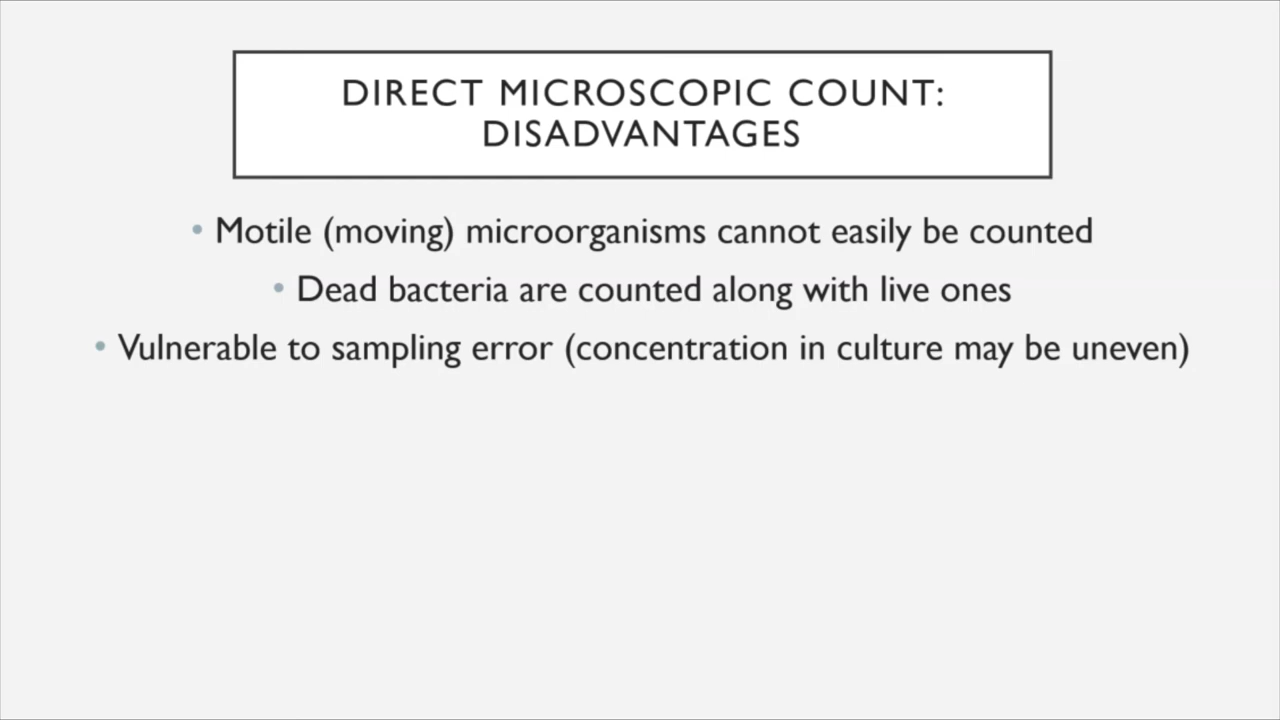 DIRECT MICROSCOPIC COUNT:
DISADVANTAGES
• Motile (moving) microorganisms cannot easily be counted
• Dead bacteria are counted along with live ones
• Vulnerable to sampling error (concentration in culture may be uneven)